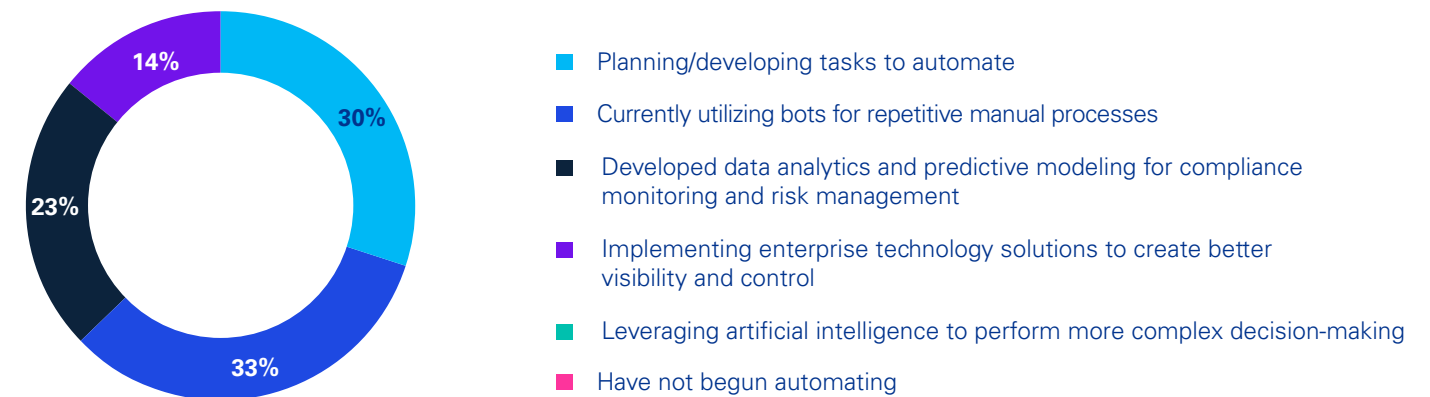 14%
30%
23%
33%
Planning/developing tasks to automate
Currently utilizing bots for repetitive manual processes
Developed data analytics and predictive modeling for compliance
monitoring and risk management
Implementing enterprise technology solutions to create better
visibility and control
Leveraging artificial intelligence to perform more complex decision-making
Have not begun automating